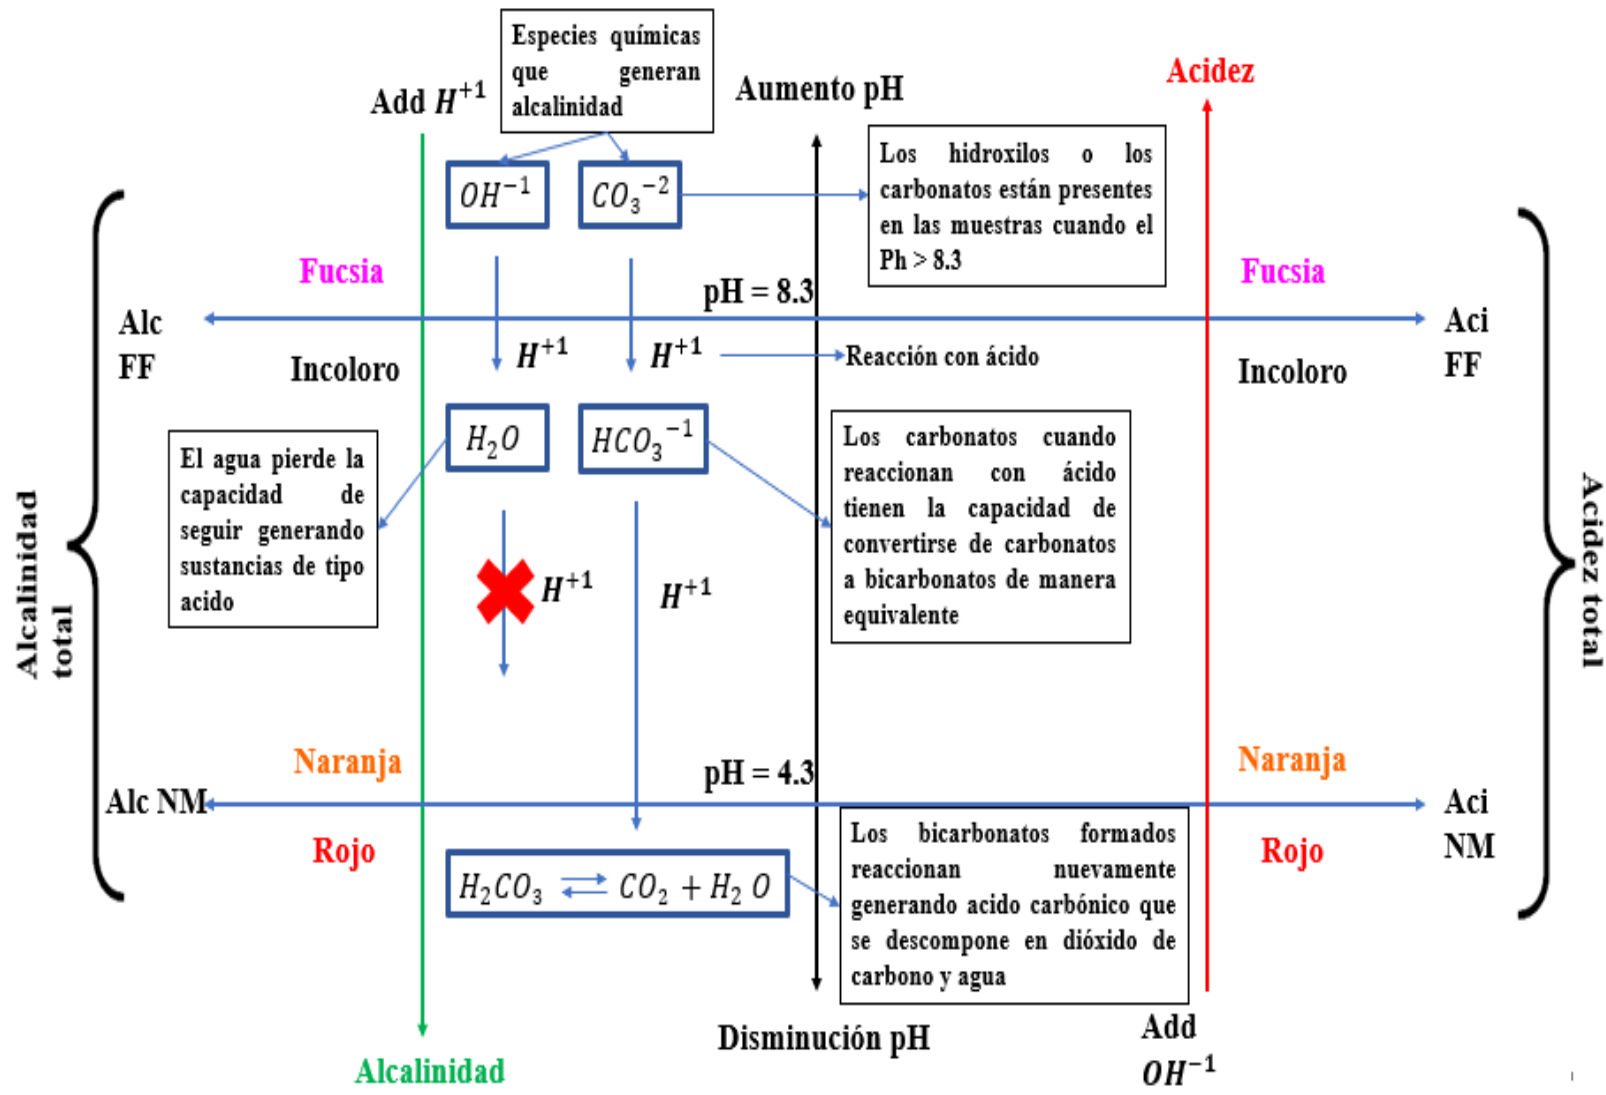 Especies químicas
que generan
alcalinidad
Add H⁺¹
Aumento pH
Acidez
OH⁻¹
CO₃⁻²
Los hidroxilos o los
carbonatos están presentes
en las muestras cuando el
Ph > 8.3
Fucsia
pH = 8.3
Fucsia
Alc
FF
Aci
FF
Incoloro
H⁺¹
H⁺¹
Reacción con ácido
Incoloro
H₂O
HCO₃⁻¹
El agua pierde la
capacidad de
seguir generando
sustancias de tipo
acido
Los carbonatos cuando
reaccionan con ácido
tienen la capacidad de
convertirse de carbonatos
a bicarbonatos de manera
equivalente
Alcalinidad
total
Acidez total
H⁺¹
H⁺¹
Naranja
pH = 4.3
Naranja
Alc NM
Aci
NM
Rojo
Rojo
H₂CO₃ ⇌ CO₂ + H₂ O
Los bicarbonatos formados
reaccionan nuevamente
generando acido carbónico que
se descompone en dióxido de
carbono y agua
Disminución pH
Add
OH⁻¹
Alcalinidad